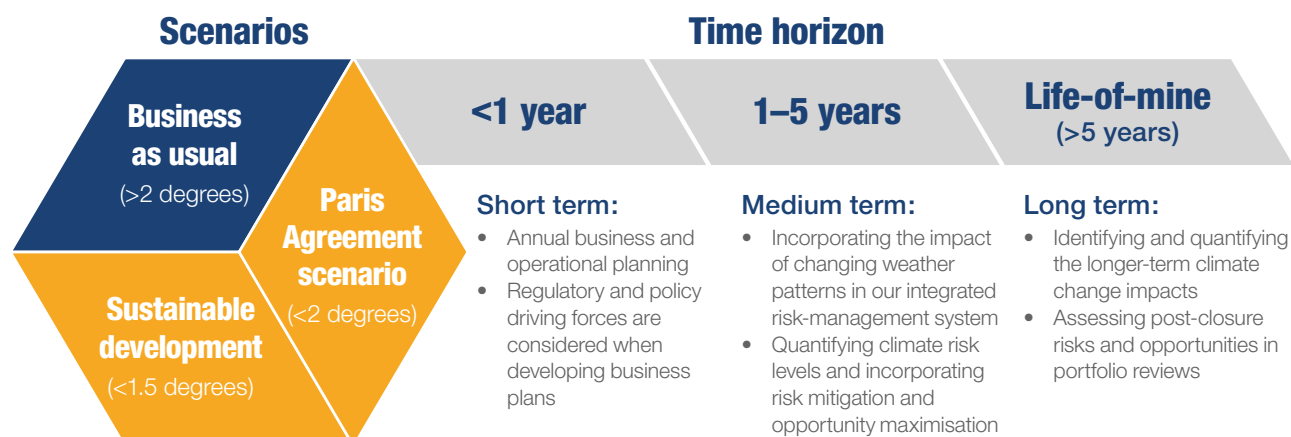 Scenarios
Time horizon
Business
as usual
(>2 degrees)
Paris
Agreement
scenario
(<2 degrees)
Sustainable
development
(<1.5 degrees)
<1 year
1–5 years
Life-of-mine
(>5 years)
Short term:
• Annual business and
operational planning
• Regulatory and policy
driving forces are
considered when
developing business
plans
Medium term:
• Incorporating the impact
of changing weather
patterns in our integrated
risk-management system
• Quantifying climate risk
levels and incorporating
risk mitigation and
opportunity maximisation
Long term:
• Identifying and quantifying
the longer-term climate
change impacts
• Assessing post-closure
risks and opportunities in
portfolio reviews